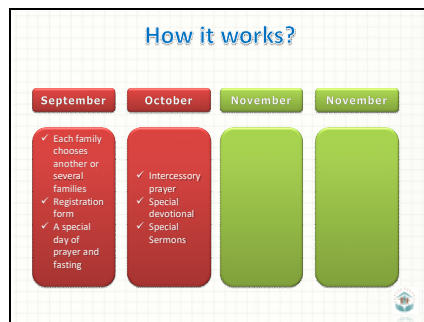 How it works?
September
October
November
November
✓ Each family
chooses
another or
several
families
✓ Registration
form
✓ A special
day of
prayer and
fasting
✓ Intercessory
prayer
✓ Special
devotional
✓ Special
Sermons